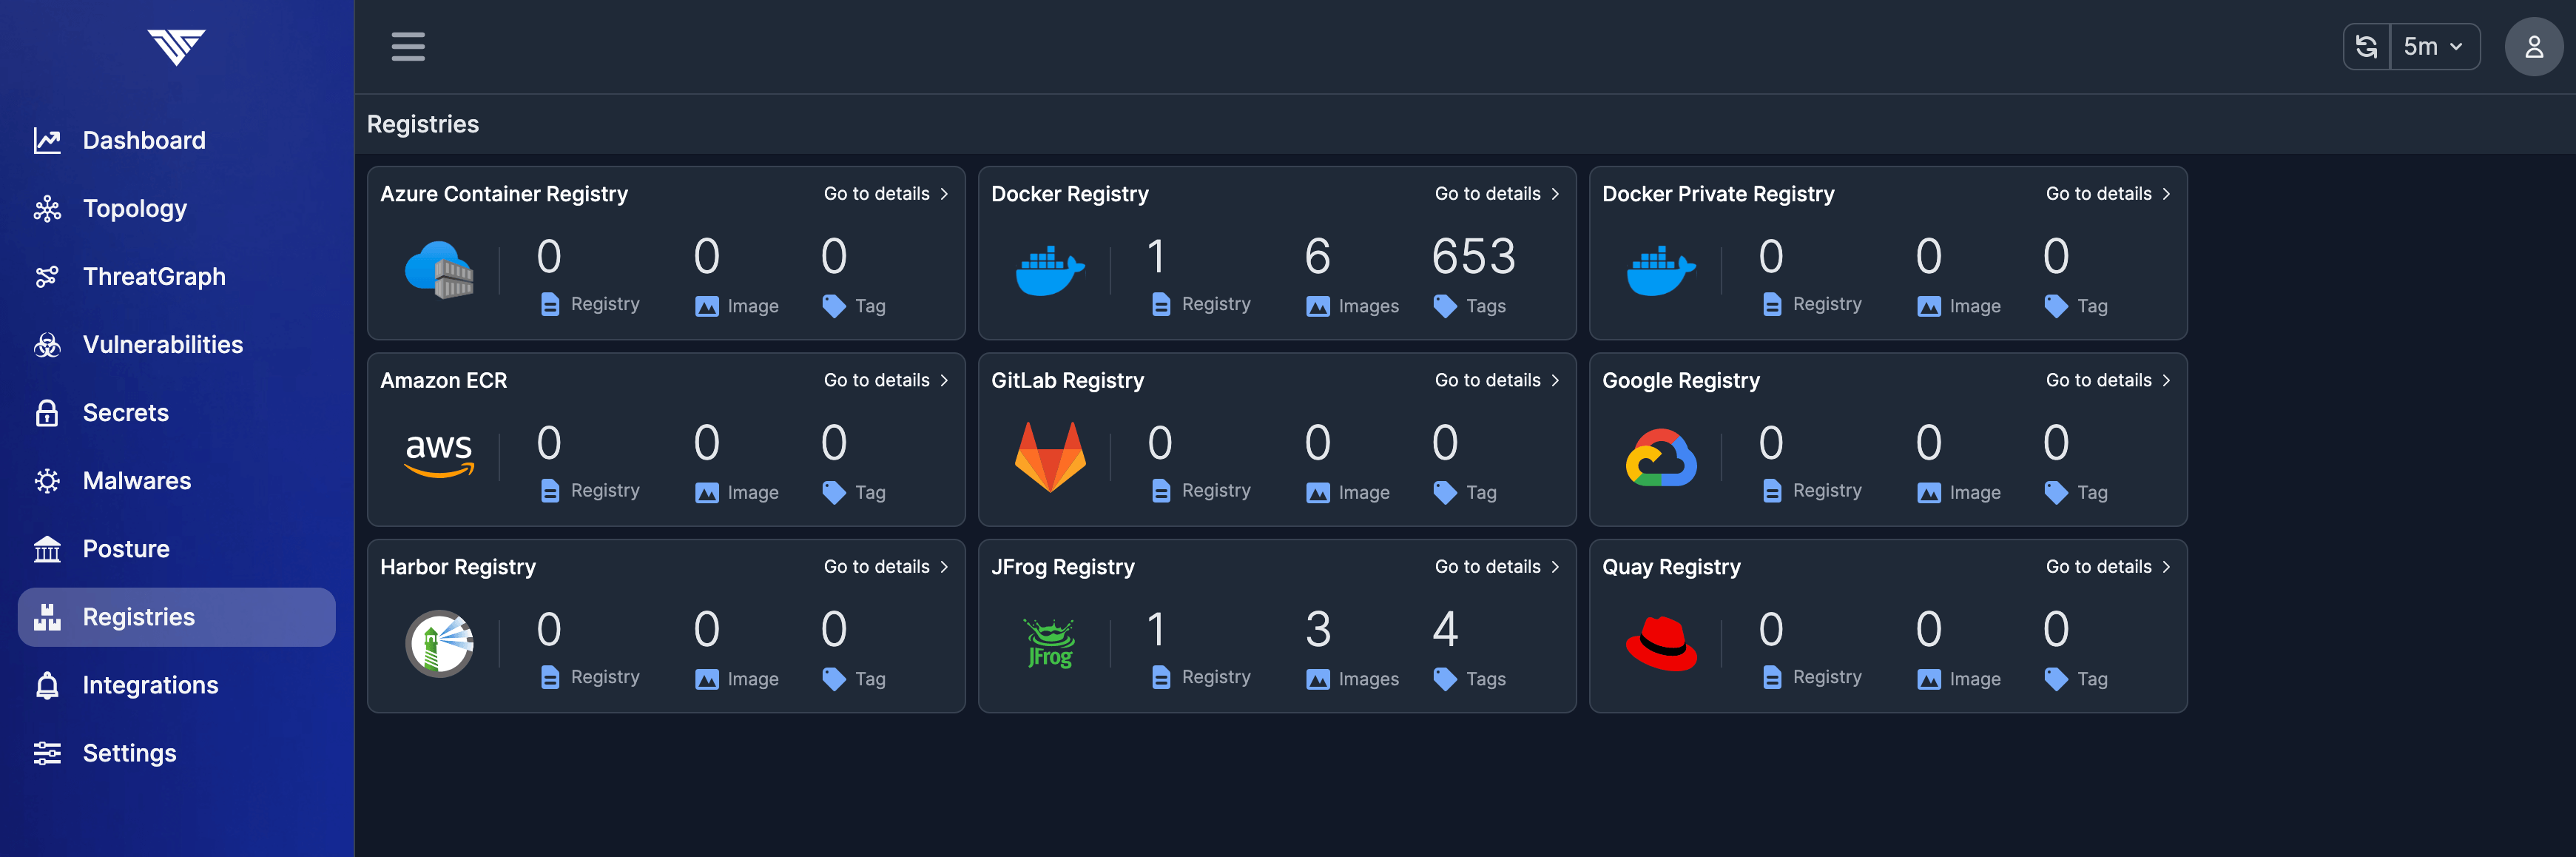 5m
Dashboard
Topology
ThreatGraph
Vulnerabilities
Secrets
Malwares
Posture
Registries
Integrations
Settings
Registries
Azure Container Registry Go to details
0 0 0
Registry Image Tag
Docker Registry Go to details
1 6 653
Registry Images Tags
Docker Private Registry Go to details
0 0 0
Registry Image Tag
Amazon ECR Go to details
aws
0 0 0
Registry Image Tag
GitLab Registry Go to details
0 0 0
Registry Image Tag
Google Registry Go to details
0 0 0
Registry Image Tag
Harbor Registry Go to details
0 0 0
Registry Image Tag
JFrog Registry Go to details
JFrog
1 3 4
Registry Images Tags
Quay Registry Go to details
0 0 0
Registry Image Tag